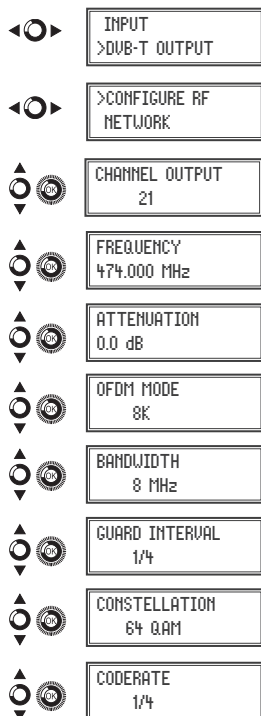 INPUT
>DVB-T OUTPUT
>CONFIGURE RF
NETWORK
CHANNEL OUTPUT
21
OK
FREQUENCY
474.000 MHz
OK
ATTENUATION
0.0 dB
OK
OFDM MODE
8K
OK
BANDWIDTH
8 MHz
OK
GUARD INTERVAL
1/4
OK
CONSTELLATION
64 QAM
OK
CODERATE
1/4
OK